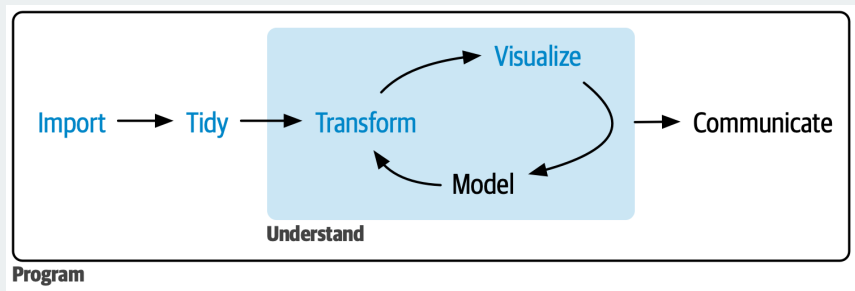 Visualize
Import
Tidy
Transform
Communicate
Model
Understand
Program